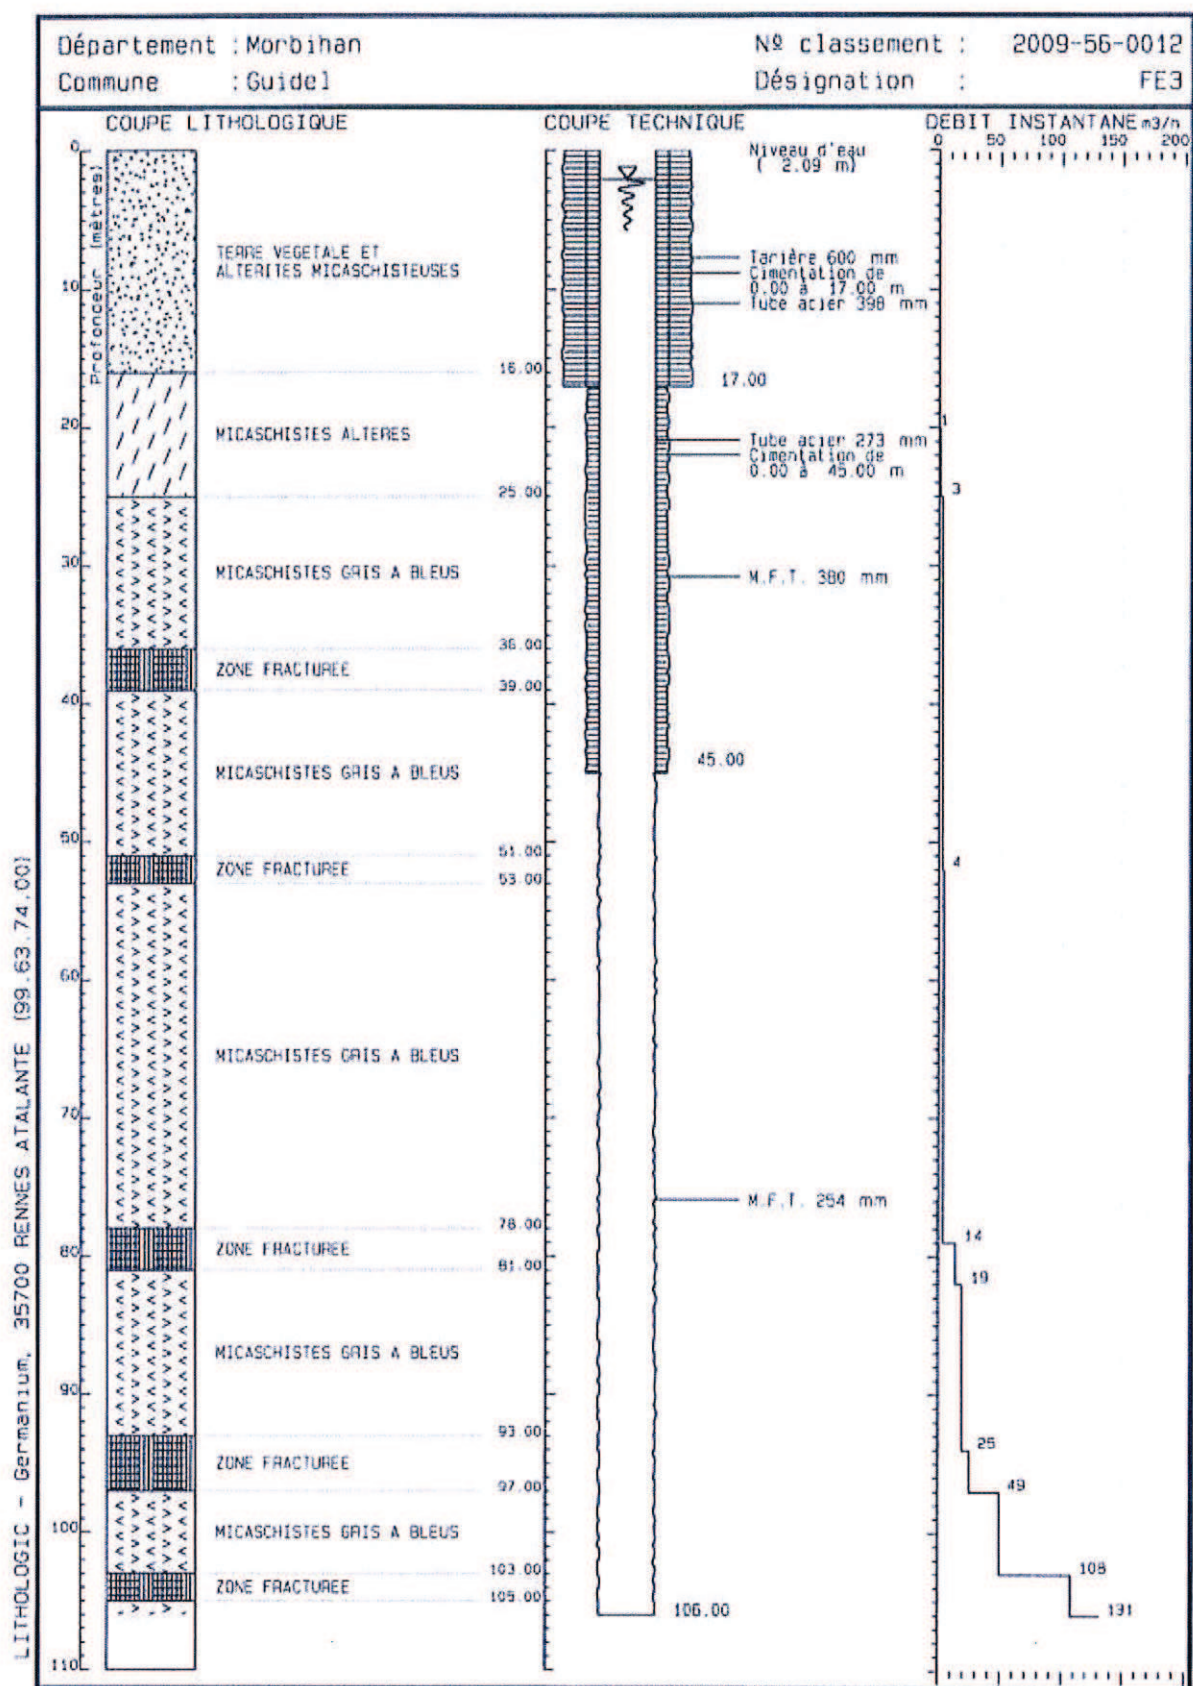 Département : Morbihan
Nº classement : 2009-56-0012
Commune : Guidel
Désignation : FE3
COUPE LITHOLOGIQUE
COUPE TECHNIQUE
DEBIT INSTANTANE m3/h
0 50 100 150 200
Profondeur (mètres)
0
10
20
30
40
50
60
70
80
90
100
110
TERRE VEGETALE ET
ALTERITES MICASCHISTEUSES
16.00
MICASCHISTES ALTERES
25.00
MICASCHISTES GRIS A BLEUS
36.00
ZONE FRACTUREE
39.00
MICASCHISTES GRIS A BLEUS
51.00
ZONE FRACTUREE
53.00
MICASCHISTES GRIS A BLEUS
78.00
ZONE FRACTUREE
81.00
MICASCHISTES GRIS A BLEUS
93.00
ZONE FRACTUREE
97.00
MICASCHISTES GRIS A BLEUS
103.00
ZONE FRACTUREE
105.00
Niveau d'eau
( 2.09 m)
Tarière 600 mm
Cimentation de
0.00 à 17.00 m
Tube acier 398 mm
17.00
Tube acier 273 mm
Cimentation de
0.00 à 45.00 m
M.F.T. 380 mm
45.00
M.F.T. 254 mm
106.00
1
3
4
14
19
25
49
108
131
LITHOLOGIC - Germanium, 35700 RENNES ATALANTE (99.63.74.00)